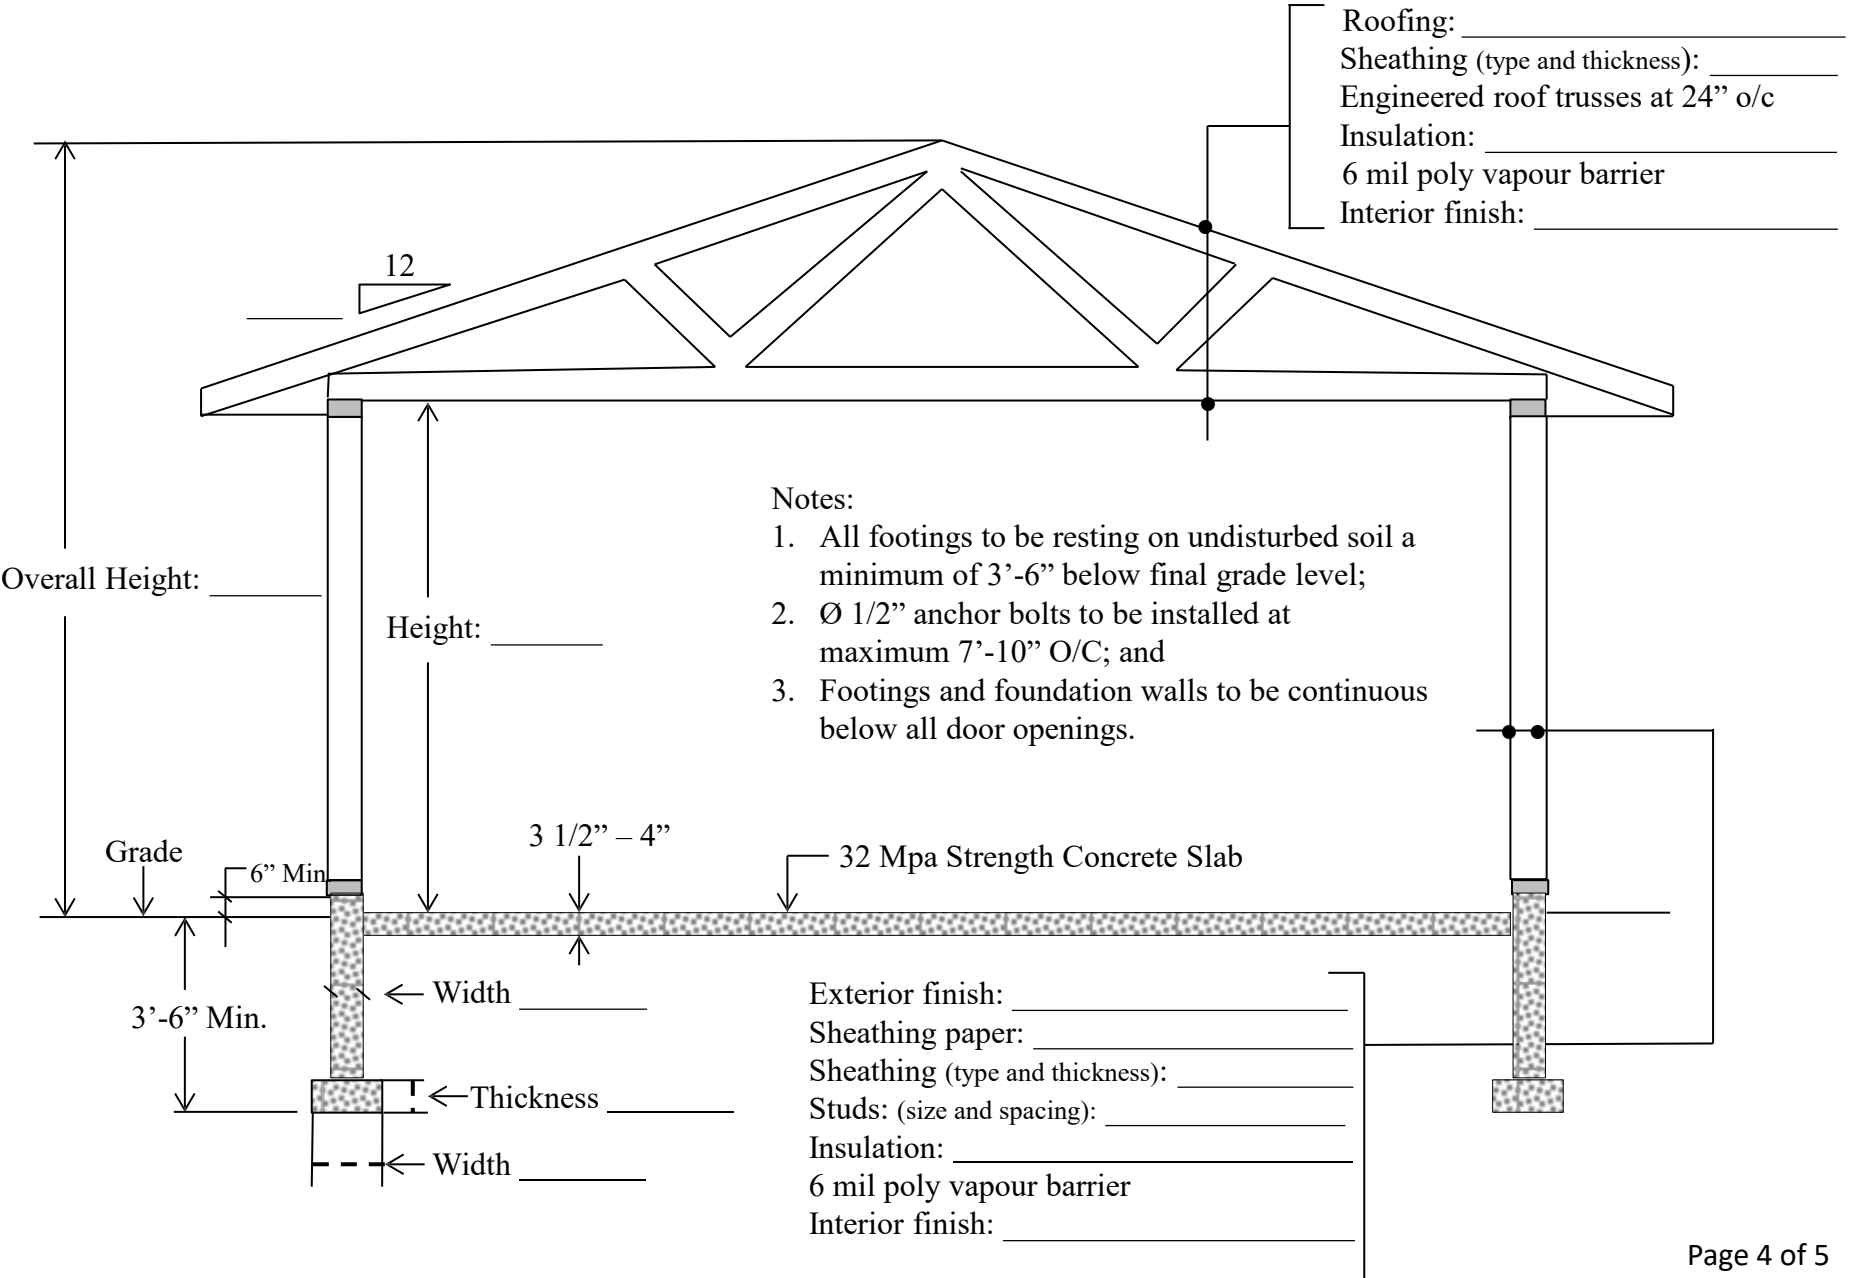 Roofing:
Sheathing (type and thickness):
Engineered roof trusses at 24” o/c
Insulation:
6 mil poly vapour barrier
Interior finish:
12
Notes:
1. All footings to be resting on undisturbed soil a
minimum of 3’-6” below final grade level;
2. Ø 1/2” anchor bolts to be installed at
maximum 7’-10” O/C; and
3. Footings and foundation walls to be continuous
below all door openings.
Overall Height:
Height:
3 1/2” – 4”
Grade
6” Min
32 Mpa Strength Concrete Slab
3’-6” Min.
Width
Thickness
Width
Exterior finish:
Sheathing paper:
Sheathing (type and thickness):
Studs: (size and spacing):
Insulation:
6 mil poly vapour barrier
Interior finish:
Page 4 of 5